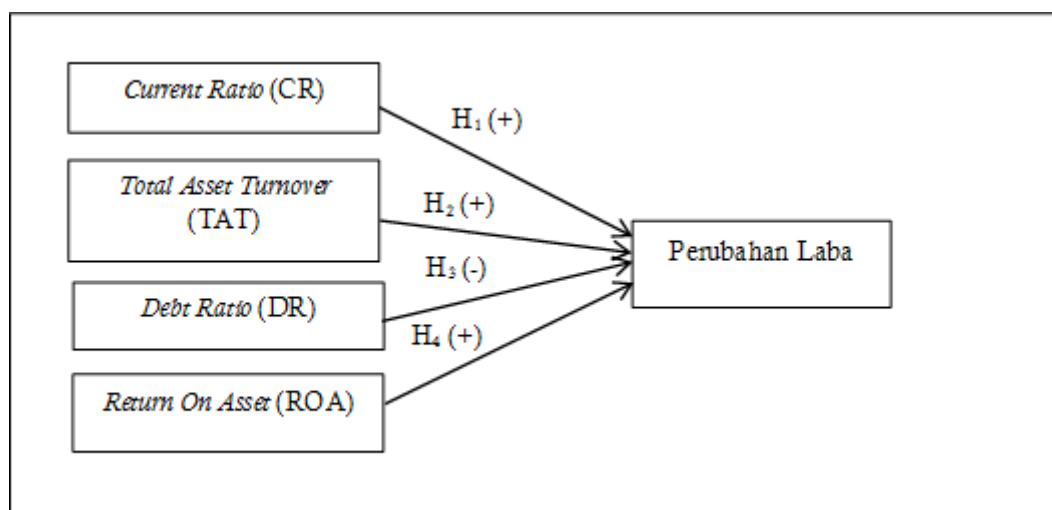 Current Ratio (CR)
H₁ (+)
Total Asset Turnover
(TAT)
H₂ (+)
Perubahan Laba
H₃ (-)
Debt Ratio (DR)
H₄ (+)
Return On Asset (ROA)